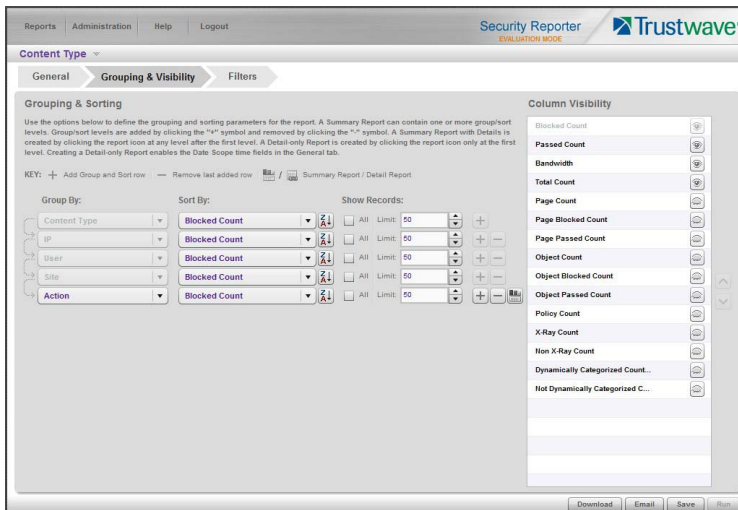 Reports Administration Help Logout
Security Reporter
EVALUATION MODE
Trustwave
Content Type
General Grouping & Visibility Filters
Grouping & Sorting
Use the options below to define the grouping and sorting parameters for the report. A Summary Report can contain one or more group/sort
levels. Group/sort levels are added by clicking the "+" symbol and removed by clicking the "-" symbol. A Summary Report with Details is
created by clicking the report icon at any level after the first level. A Detail-only Report is created by clicking the report icon only at the first
level. Creating a Detail-only Report enables the Date Scope time fields in the General tab.
KEY: + Add Group and Sort row — Remove last added row / Summary Report / Detail Report
Group By: Sort By: Show Records:
Content Type Blocked Count All Limit: 50
IP Blocked Count All Limit: 50
User Blocked Count All Limit: 50
Site Blocked Count All Limit: 50
Action Blocked Count All Limit: 50
Column Visibility
Blocked Count
Passed Count
Bandwidth
Total Count
Page Count
Page Blocked Count
Page Passed Count
Object Count
Object Blocked Count
Object Passed Count
Policy Count
X-Ray Count
Non X-Ray Count
Dynamically Categorized Count...
Not Dynamically Categorized C...
Download Email Save Run